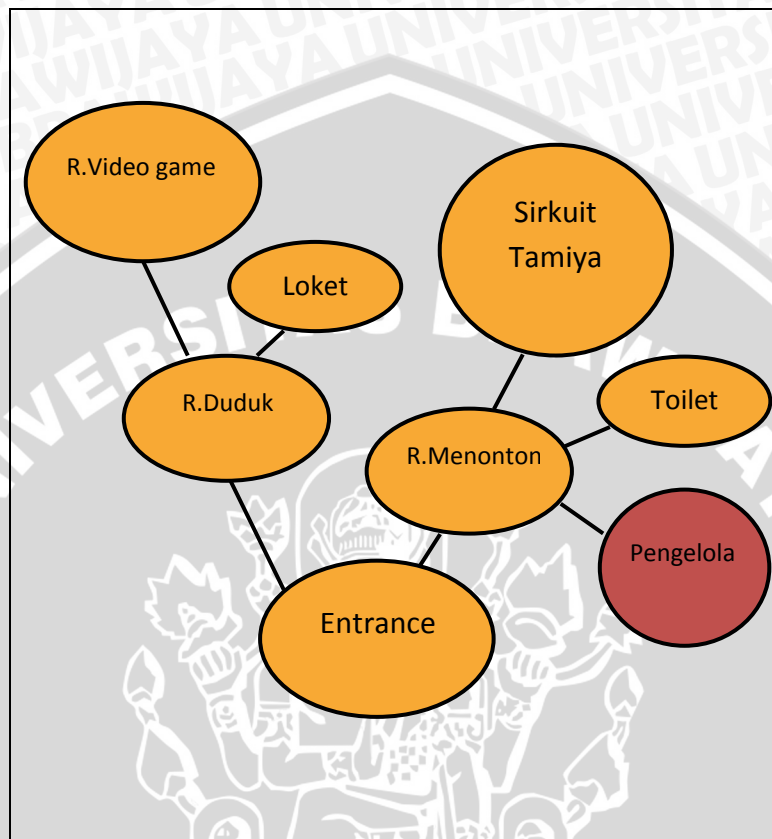 R.Video game
Sirkuit
Tamiya
Loket
R.Duduk
Toilet
R.Menonton
Pengelola
Entrance